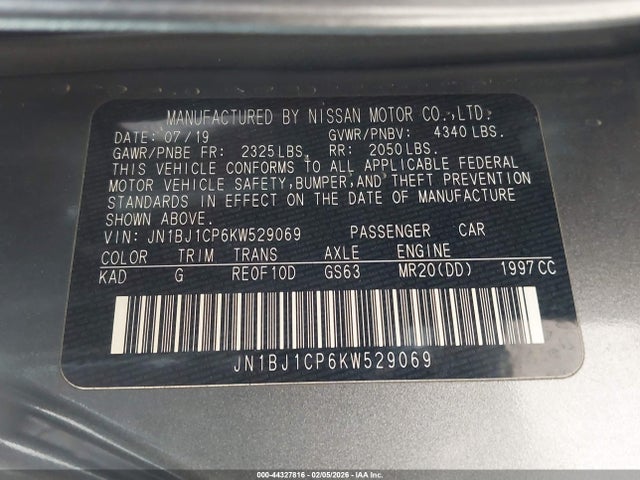 MANUFACTURED BY NISSAN MOTOR CO.,LTD.
DATE: 07/19 GVWR/PNBV: 4340 LBS.
GAWR/PNBE FR: 2325 LBS. RR: 2050 LBS.
THIS VEHICLE CONFORMS TO ALL APPLICABLE FEDERAL
MOTOR VEHICLE SAFETY, BUMPER, AND THEFT PREVENTION
STANDARDS IN EFFECT ON THE DATE OF MANUFACTURE
SHOWN ABOVE.
VIN: JN1BJ1CP6KW529069 PASSENGER CAR
COLOR TRIM TRANS AXLE ENGINE
KAD G RE0F10D GS63 MR20(DD) 1997 CC
JN1BJ1CP6KW529069
000-44327816 - 02/05/2026 - IAA Inc.